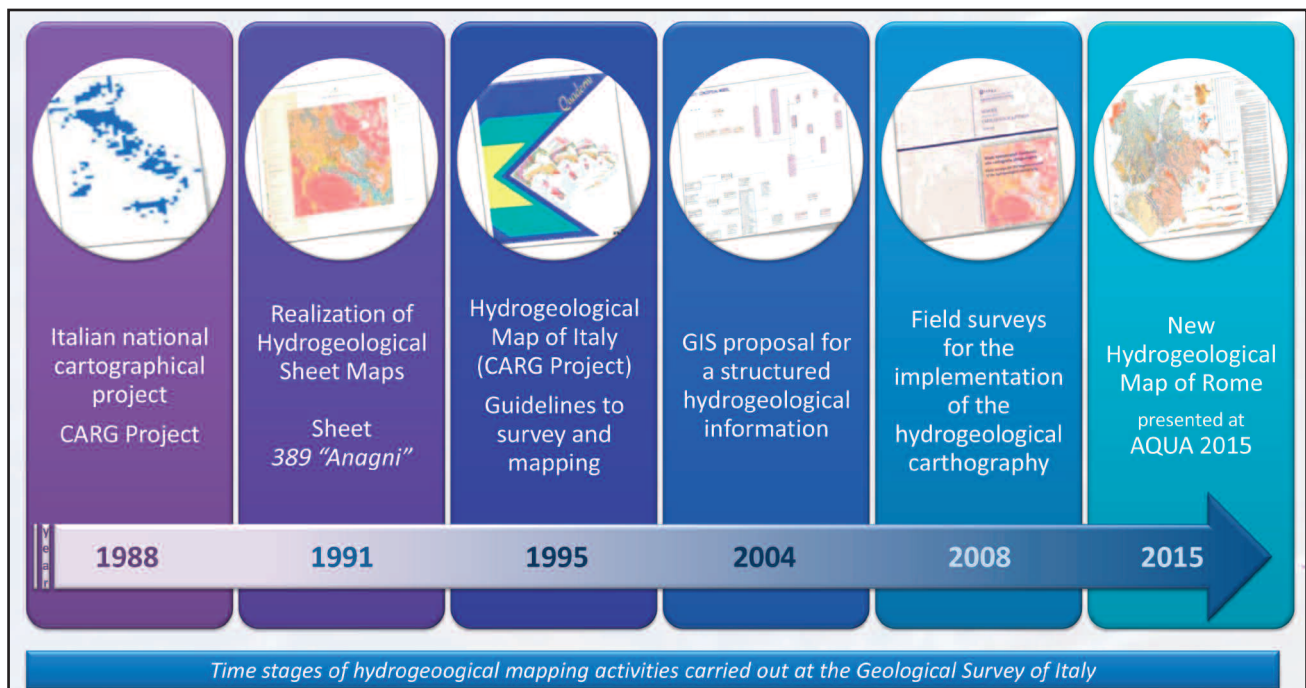 Quaderni
Italian national
cartographical
project
CARG Project
Realization of
Hydrogeological
Sheet Maps
Sheet
389 “Anagni”
Hydrogeological
Map of Italy
(CARG Project)
Guidelines to
survey and
mapping
GIS proposal for
a structured
hydrogeological
information
Field surveys
for the
implementation
of the
hydrogeological
carthography
New
Hydrogeological
Map of Rome
presented at
AQUA 2015
Year
1988
1991
1995
2004
2008
2015
Time stages of hydrogeoogical mapping activities carried out at the Geological Survey of Italy